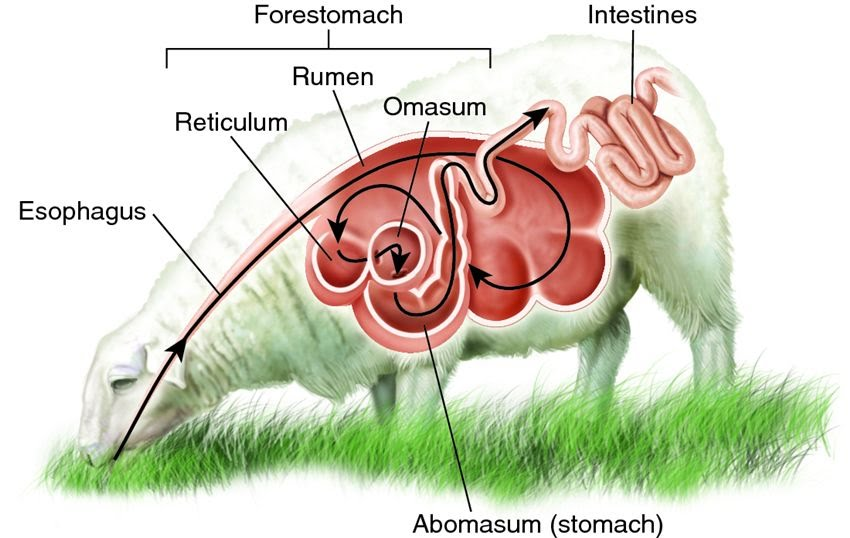 Forestomach
Intestines
Rumen
Omasum
Reticulum
Esophagus
Abomasum (stomach)